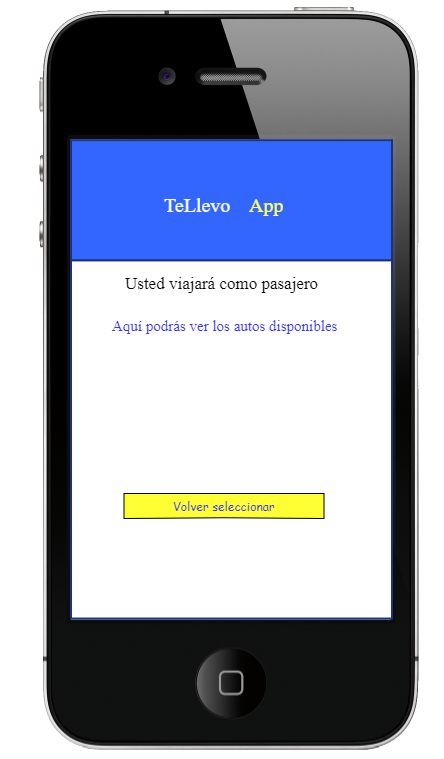 TeLlevo App
Usted viajará como pasajero
Aquí podrás ver los autos disponibles
Volver seleccionar